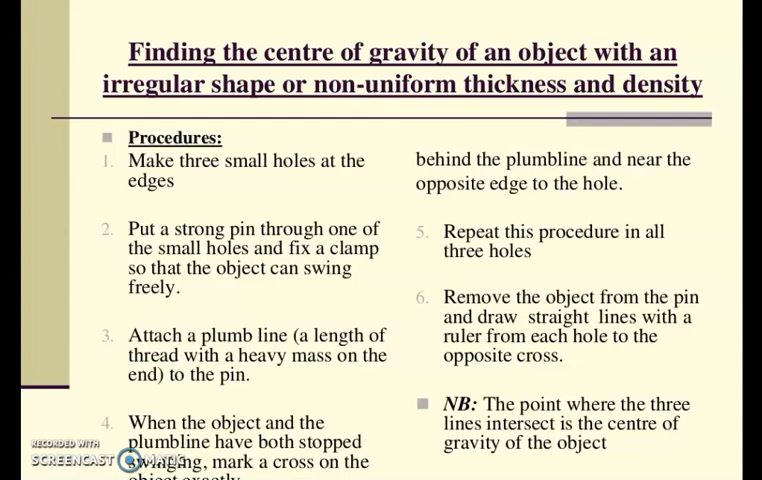 Finding the centre of gravity of an object with an
irregular shape or non-uniform thickness and density
Procedures:
1. Make three small holes at the
edges
2. Put a strong pin through one of
the small holes and fix a clamp
so that the object can swing
freely.
3. Attach a plumb line (a length of
thread with a heavy mass on the
end) to the pin.
4. When the object and the
plumbline have both stopped
swinging, mark a cross on the
object exactly
behind the plumbline and near the
opposite edge to the hole.
5. Repeat this procedure in all
three holes
6. Remove the object from the pin
and draw straight lines with a
ruler from each hole to the
opposite cross.
NB: The point where the three
lines intersect is the centre of
gravity of the object
RECORDED WITH
SCREENCAST MATIC